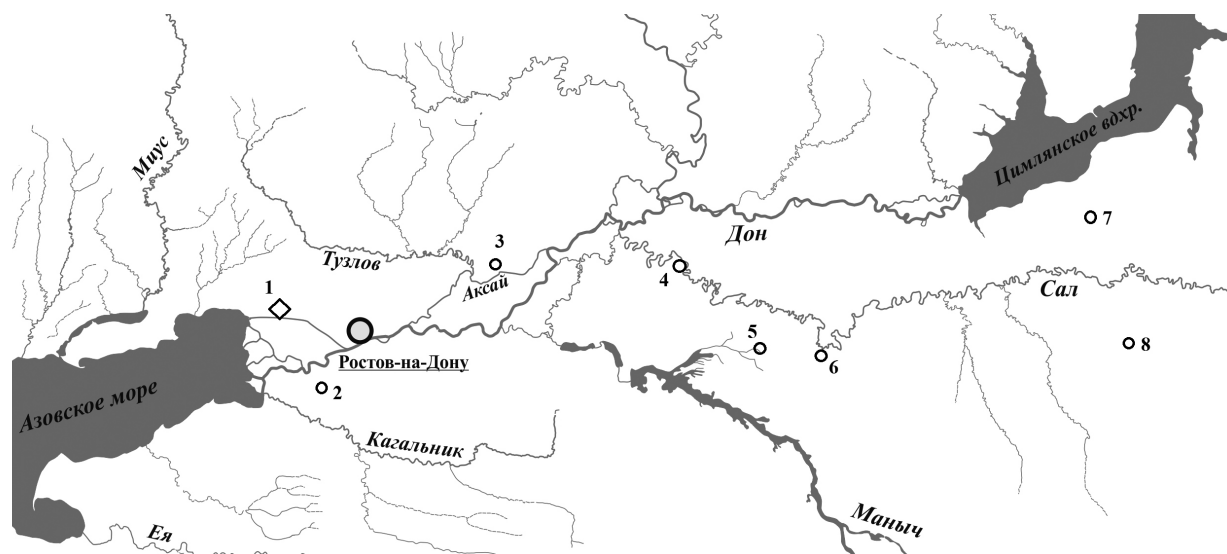 Миус
Цимлянское вдхр.
7
Дон
3
Тузлов
Аксай
4
Сал
1
5
8
6
Ростов-на-Дону
2
Азовское море
Кагальник
Маныч
Ея